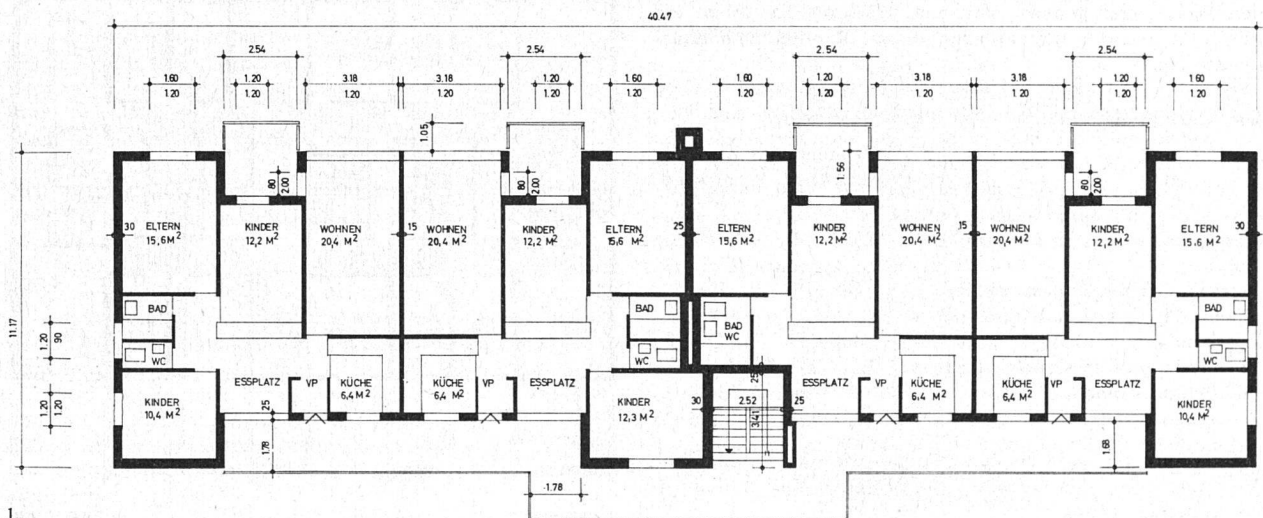 40.47
2.54 2.54 2.54 2.54
1.60 1.20 3.18 3.18 1.20 1.60 1.60 1.20 3.18 3.18 1.20 1.60
1.20 1.20 1.20 1.20 1.20 1.20 1.20 1.20 1.20 1.20 1.20 1.20
1.05
1.56
80 2.00 80 2.00 80 2.00
30 ELTERN 15,6 M² KINDER 12,2 M² WOHNEN 20,4 M²
15 WOHNEN 20,4 M² KINDER 12,2 M² ELTERN 15,6 M²
25 ELTERN 15,6 M² KINDER 12,2 M² WOHNEN 20,4 M²
15 WOHNEN 20,4 M² KINDER 12,2 M² ELTERN 15.6 M² 30
11.17
1.20 90
1.20 1.20
BAD BAD BAD WC BAD
WC WC WC
KINDER 10,4 M² ESSPLATZ VP KÜCHE 6,4 M²
KÜCHE 6,4 VP ESSPLATZ KINDER 12,3 M²
30 2.52 25 25 3.41
ESSPLATZ VP KÜCHE 6,4 M²
KÜCHE 6,4 M² VP ESSPLATZ KINDER 10,4 M²
25
1.78
1.68
1.78
1